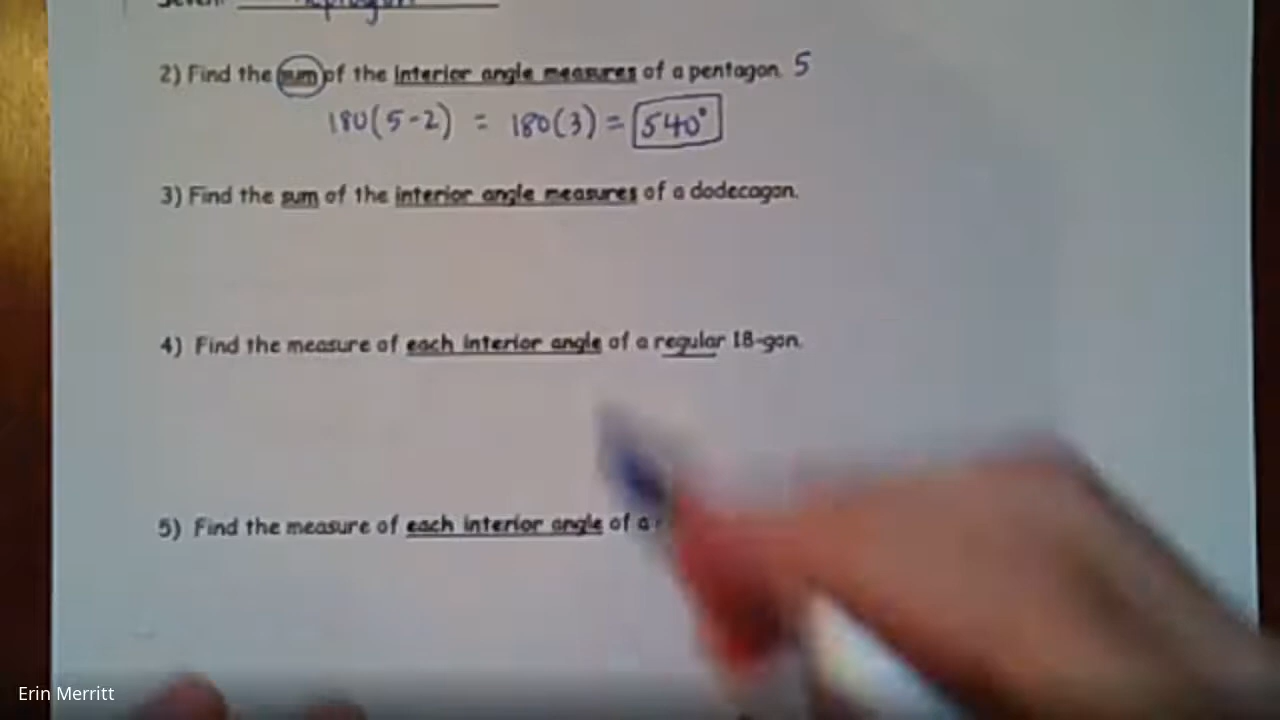 2) Find the sum of the interior angle measures of a pentagon. 5
180(5-2) = 180(3) = 540°
3) Find the sum of the interior angle measures of a dodecagon.
4) Find the measure of each interior angle of a regular 18-gon.
5) Find the measure of each interior angle of a
Erin Merritt